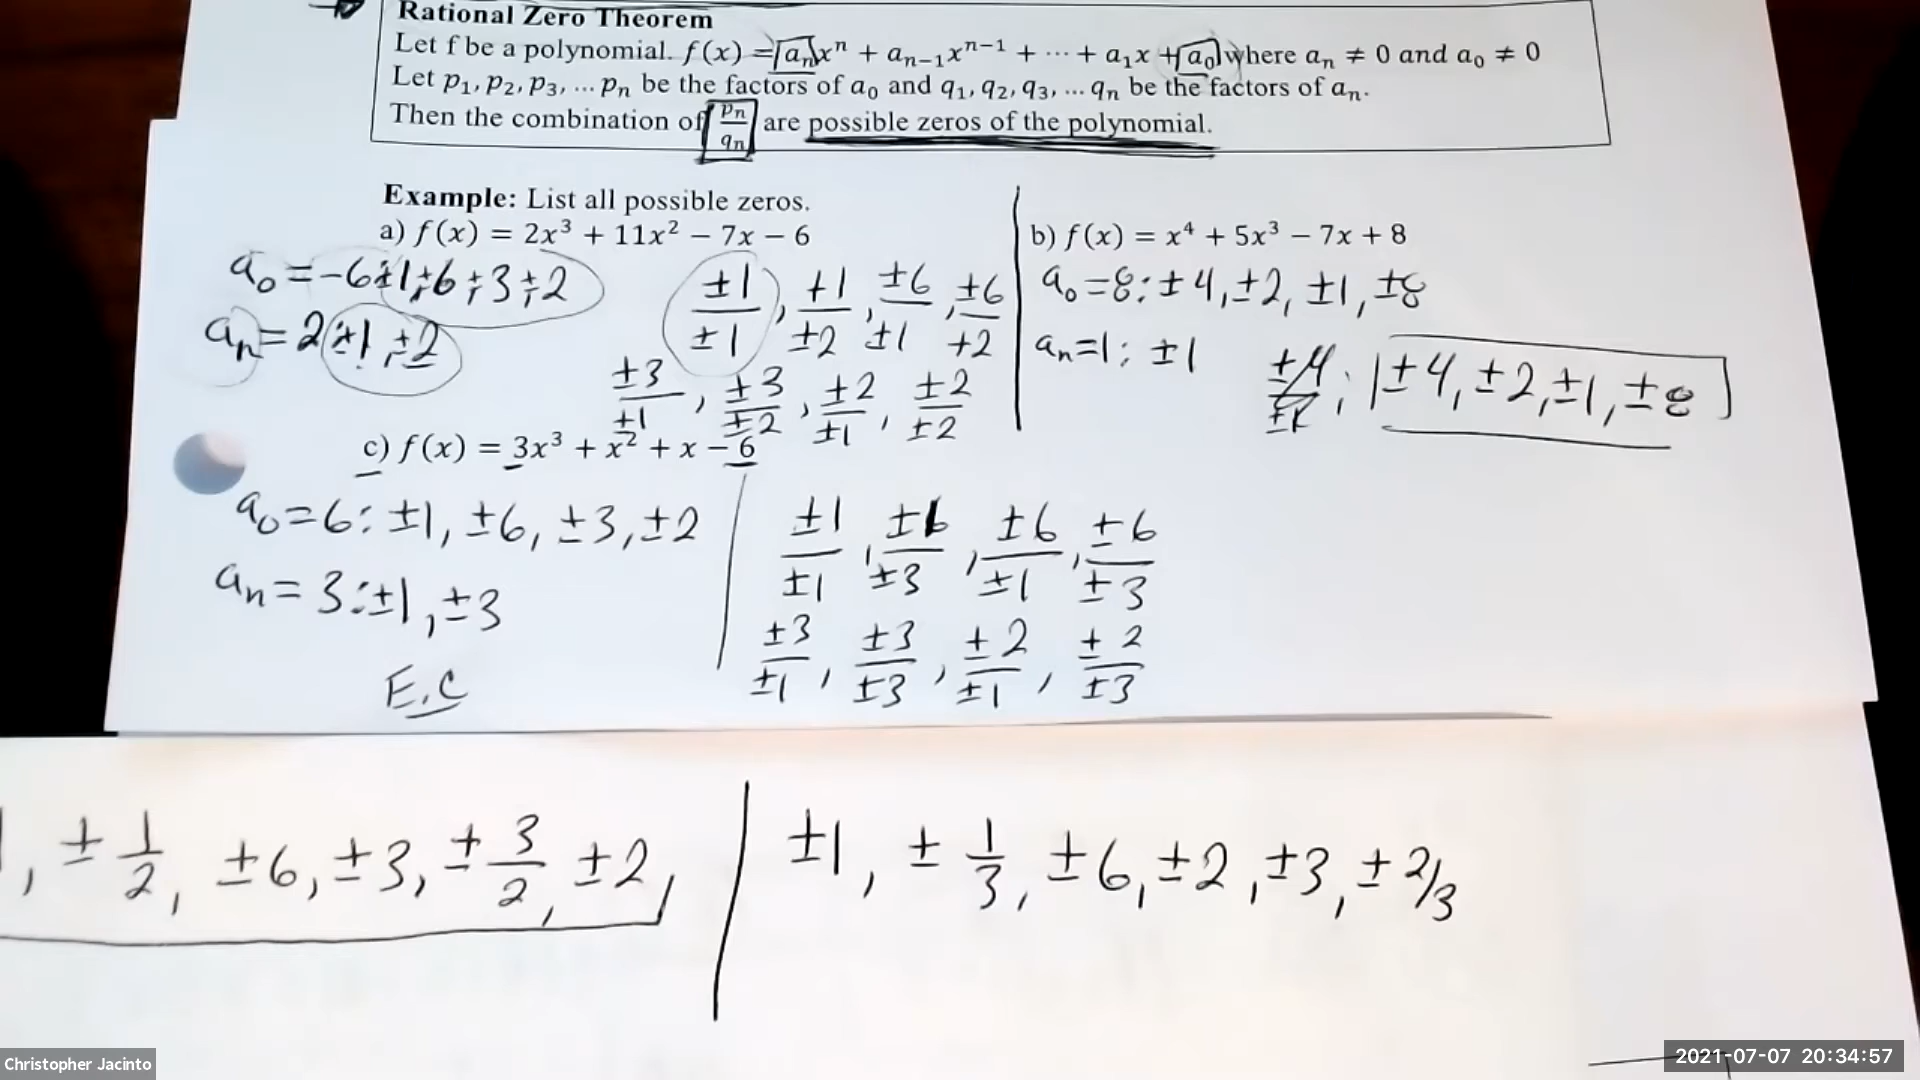 Rational Zero Theorem
Let f be a polynomial. f(x) = aₙxⁿ + aₙ₋₁xⁿ⁻¹ + ⋯ + a₁x + a₀ where aₙ ≠ 0 and a₀ ≠ 0
Let p₁, p₂, p₃, … pₙ be the factors of a₀ and q₁, q₂, q₃, … qₙ be the factors of aₙ.
Then the combination of pₙ/qₙ are possible zeros of the polynomial.
Example: List all possible zeros.
a) f(x) = 2x³ + 11x² − 7x − 6
a₀ = -6: ±1, ±6, ±3, ±2
aₙ = 2: ±1, ±2
±1/±1, +1/±2, ±6/±1, ±6/+2
±3/±1, ±3/±2, ±2/±1, ±2/±2
b) f(x) = x⁴ + 5x³ − 7x + 8
a₀ = 8: ±4, ±2, ±1, ±8
aₙ = 1: ±1
±4, ±2, ±1, ±8
c) f(x) = 3x³ + x² + x − 6
a₀ = 6: ±1, ±6, ±3, ±2
aₙ = 3: ±1, ±3
E.C
±1/±1, ±1/±3, ±6/±1, ±6/±3
±3/±1, ±3/±3, ±2/±1, ±2/±3
, ±1/2, ±6, ±3, ±3/2, ±2,
±1, ±1/3, ±6, ±2, ±3, ±2/3
Christopher Jacinto
2021-07-07 20:34:57